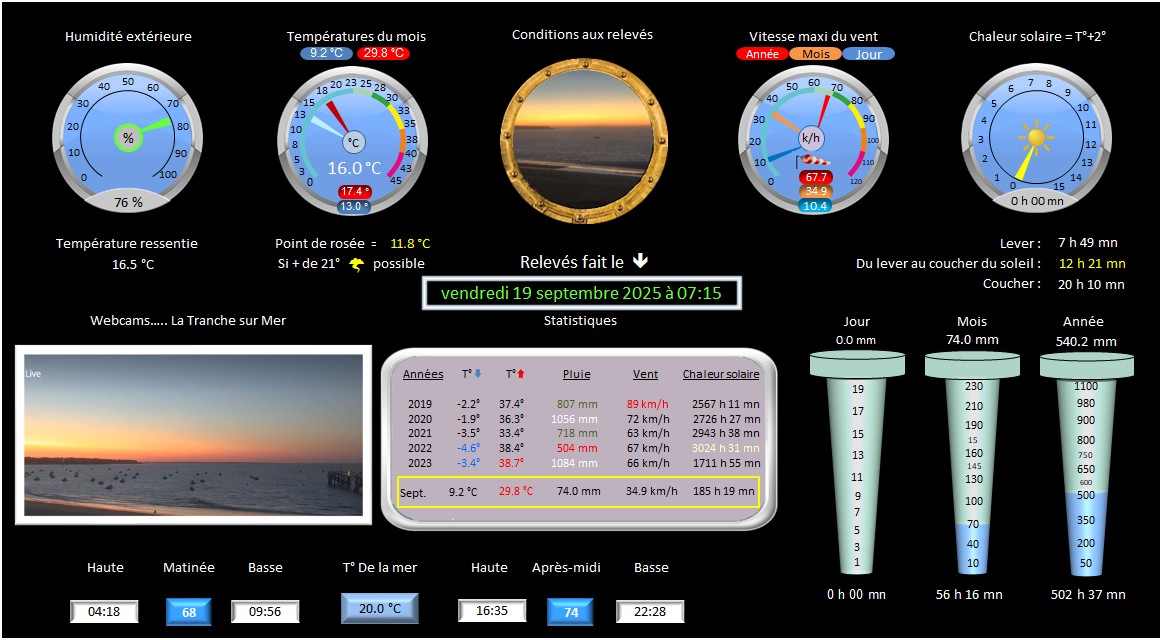 Humidité extérieure
Températures du mois
Conditions aux relevés
Vitesse maxi du vent
Chaleur solaire = T°+2°
9.2 °C 29.8 °C
Année Mois Jour
0 10 20 30 40 50 60 70 80 90 100
%
76 %
0 3 5 8 10 13 15 18 20 23 25 28 30 33 35 38 40 43 45
°C
16.0 °C
17.4 °
13.0 °
0 10 20 30 40 50 60 70 80 90 100 110 120
k/h
67.7
34.9
10.4
0 1 2 3 4 5 6 7 8 9 10 11 12 13 14 15
0 h 00 mn
Température ressentie
16.5 °C
Point de rosée = 11.8 °C
Si + de 21° possible
Relevés fait le
vendredi 19 septembre 2025 à 07:15
Lever : 7 h 49 mn
Du lever au coucher du soleil : 12 h 21 mn
Coucher : 20 h 10 mn
Webcams..... La Tranche sur Mer
Live
Statistiques
Années T° T° Pluie Vent Chaleur solaire
2019 -2.2° 37.4° 807 mm 89 km/h 2567 h 11 mn
2020 -1.9° 36.3° 1056 mm 72 km/h 2726 h 27 mn
2021 -3.5° 33.4° 718 mm 63 km/h 2943 h 38 mn
2022 -4.6° 38.4° 504 mm 67 km/h 3024 h 31 mn
2023 -3.4° 38.7° 1084 mm 66 km/h 1711 h 55 mn
Sept. 9.2 °C 29.8 °C 74.0 mm 34.9 km/h 185 h 19 mn
Jour
0.0 mm
19
17
15
13
11
9
7
5
3
1
0 h 00 mn
Mois
74.0 mm
230
210
190
15
160
145
130
100
70
40
10
56 h 16 mn
Année
540.2 mm
1100
980
900
800
750
650
600
500
350
200
50
502 h 37 mn
Haute Matinée Basse T° De la mer Haute Après-midi Basse
04:18 68 09:56 20.0 °C 16:35 74 22:28